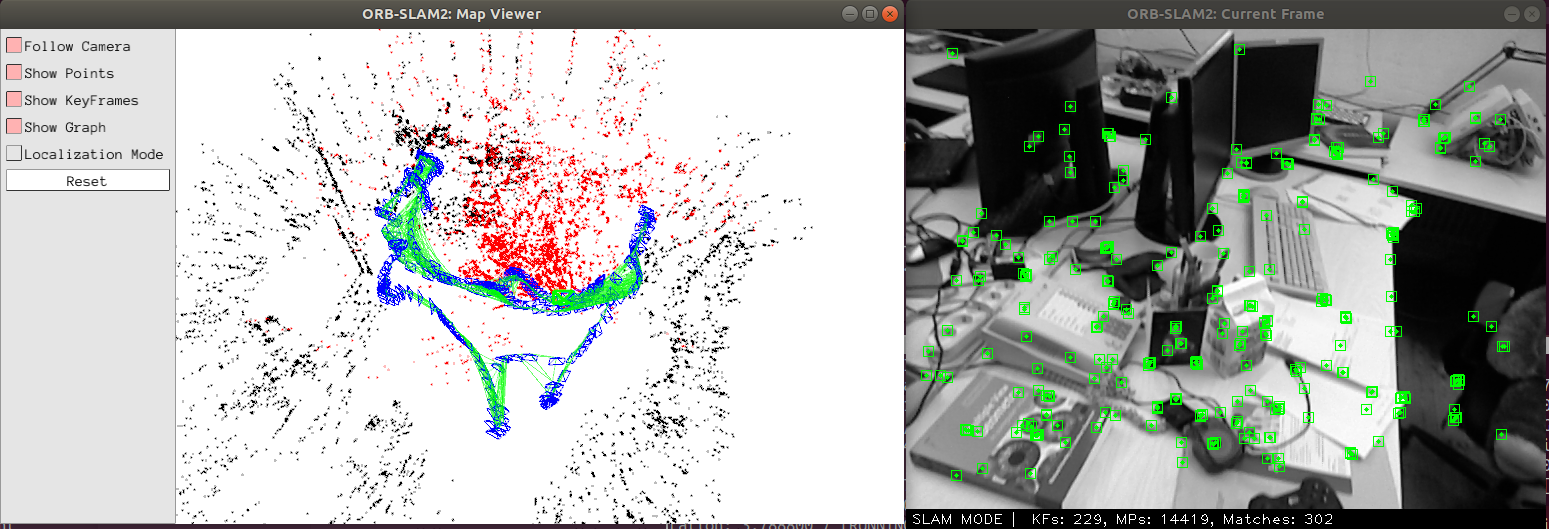 ORB-SLAM2: Map Viewer
Follow Camera
Show Points
Show KeyFrames
Show Graph
Localization Mode
Reset
ORB-SLAM2: Current Frame
SLAM MODE | KFs: 229, MPs: 14419, Matches: 302